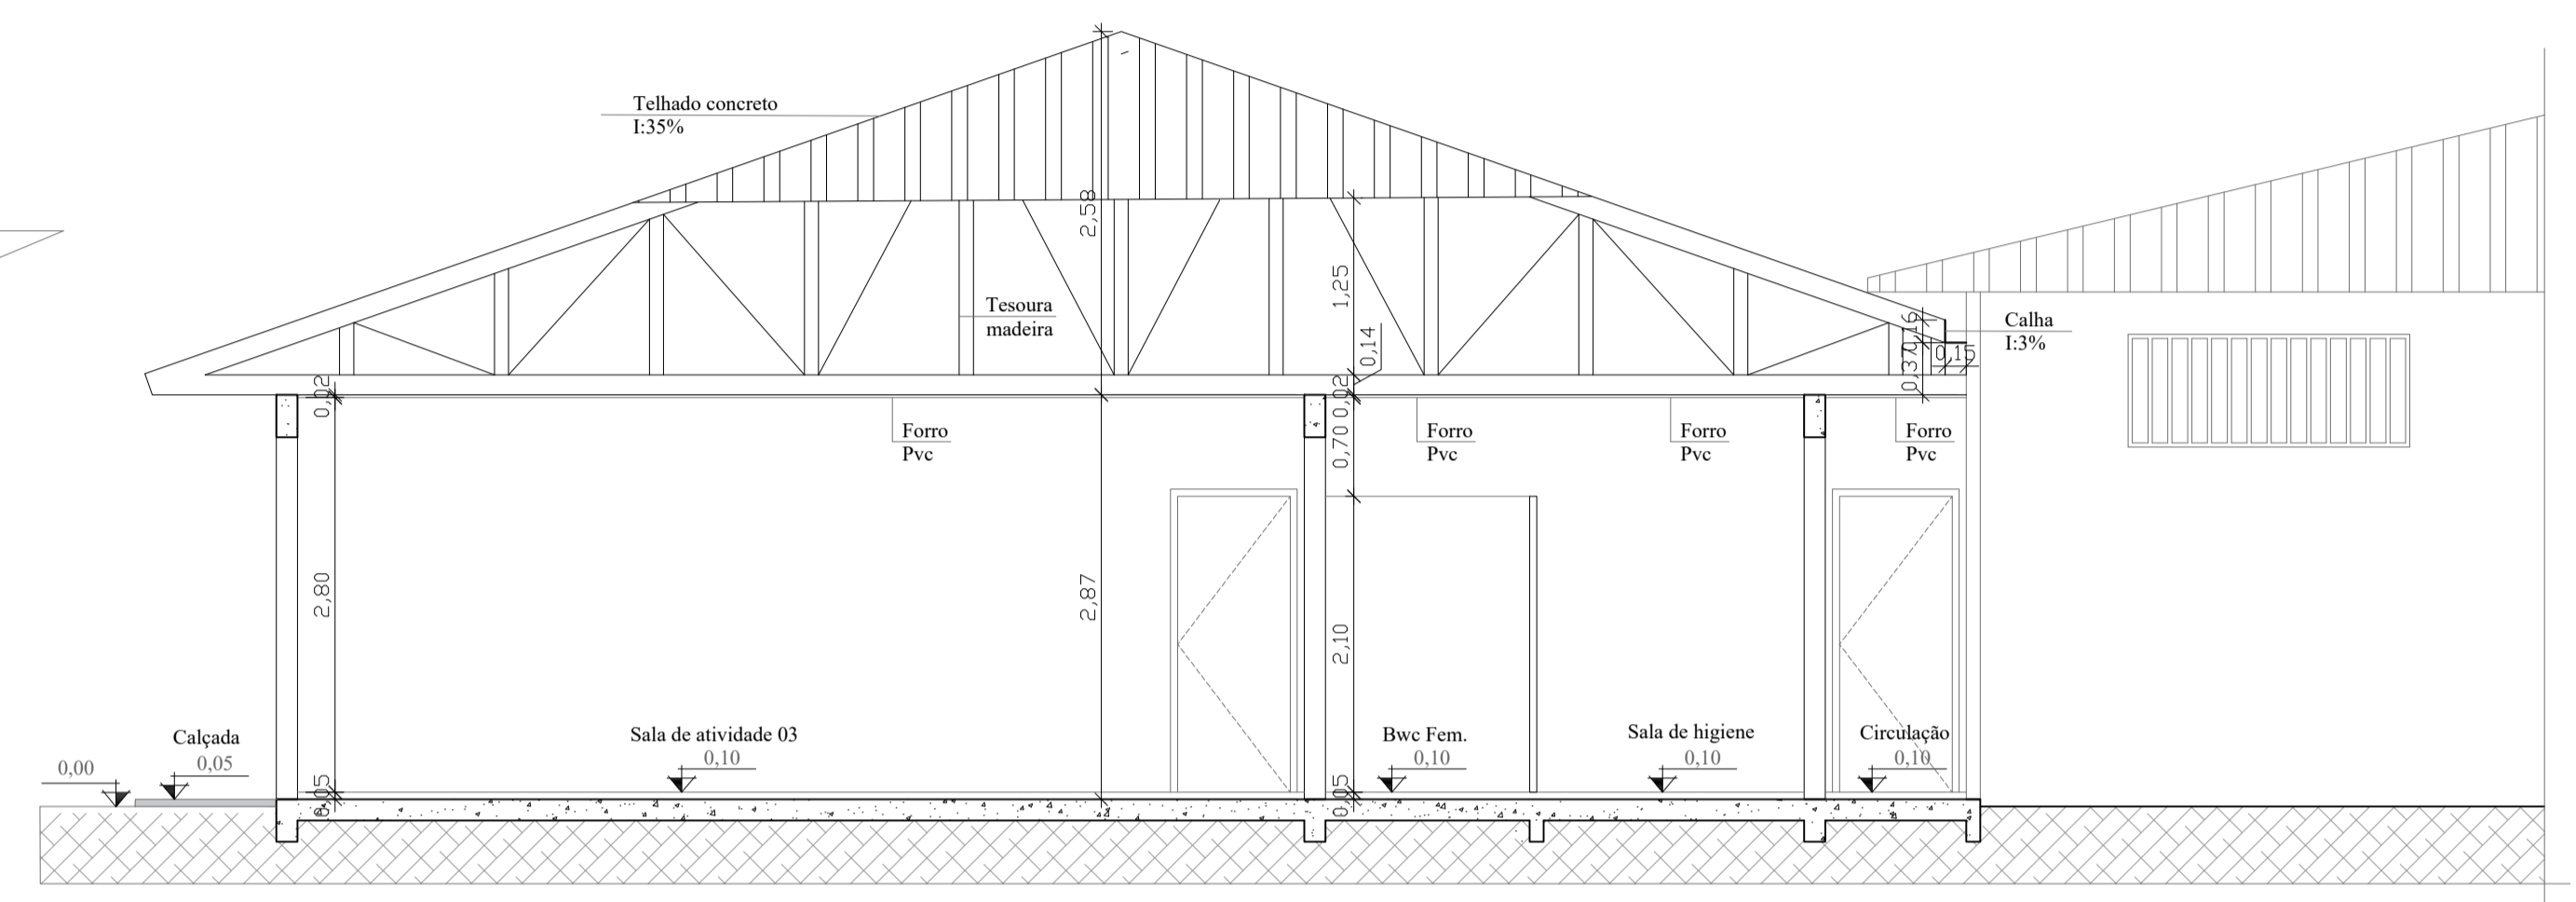 Telhado concreto
I:35%
2,58
1,25
Tesoura
madeira
0,14
0,16
0,37
0,15
Calha
I:3%
0,02
0,02
Forro
Pvc
Forro
Pvc
Forro
Pvc
Forro
Pvc
0,70
2,80
2,87
2,10
Calçada
0,05
0,00
Sala de atividade 03
0,10
Bwc Fem.
0,10
Sala de higiene
0,10
Circulação
0,10
0,05
0,05